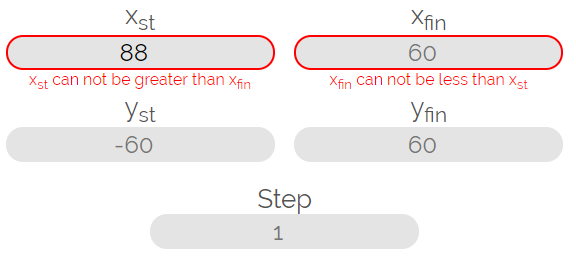 xst xfin
88 60
xst can not be greater than xfin xfin can not be less than xst
yst yfin
-60 60
Step
1